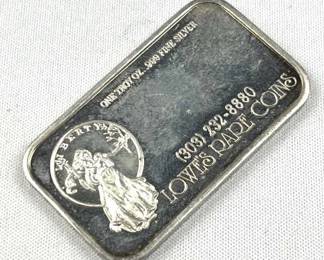 ONE TROY OZ. .999 FINE SILVER
LIBERTY
(303) 232-8880
LOWE'S RARE COINS